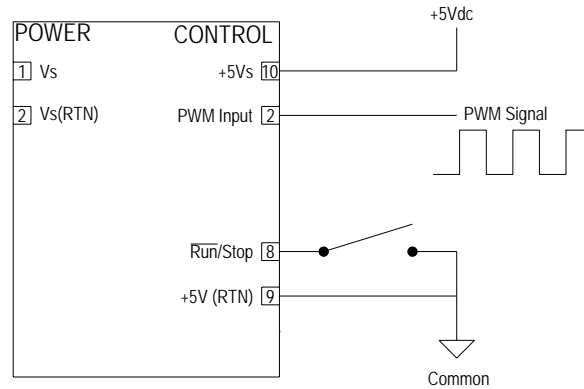 +5Vdc
POWER CONTROL
1 Vs +5Vs 10
2 Vs(RTN) PWM Input 2 PWM Signal
Run/Stop 8
+5V (RTN) 9
Common